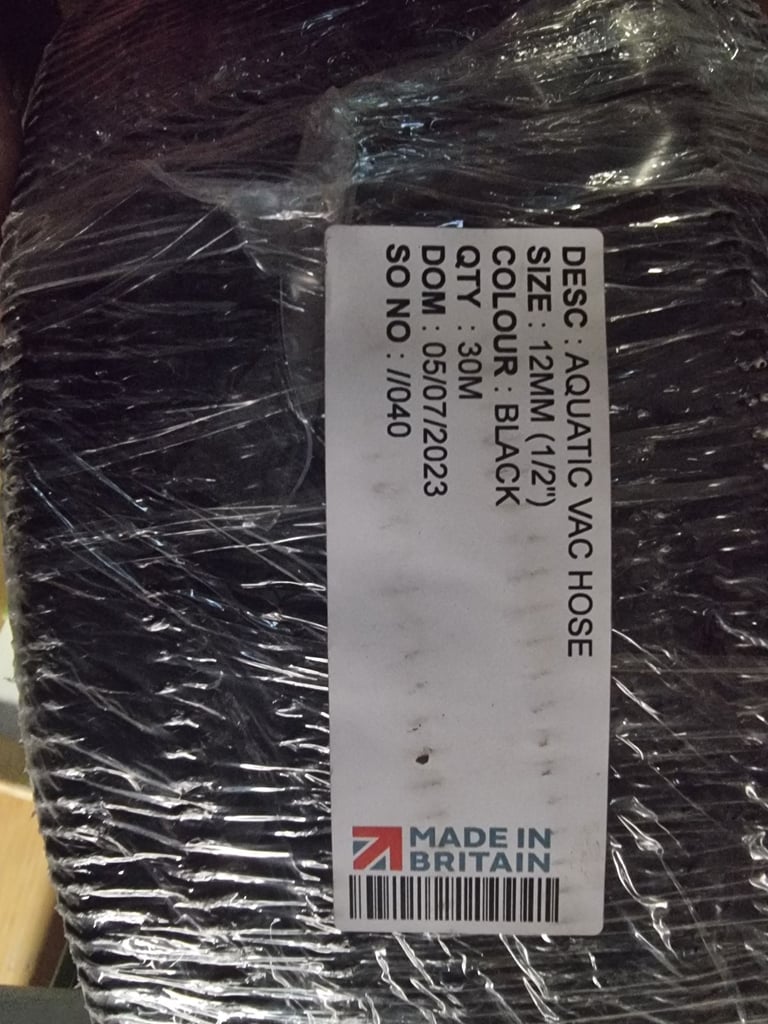 DESC : AQUATIC VAC HOSE
SIZE : 12MM (1/2")
COLOUR : BLACK
QTY : 30M
DOM : 05/07/2023
SO NO : //040
MADE IN
BRITAIN